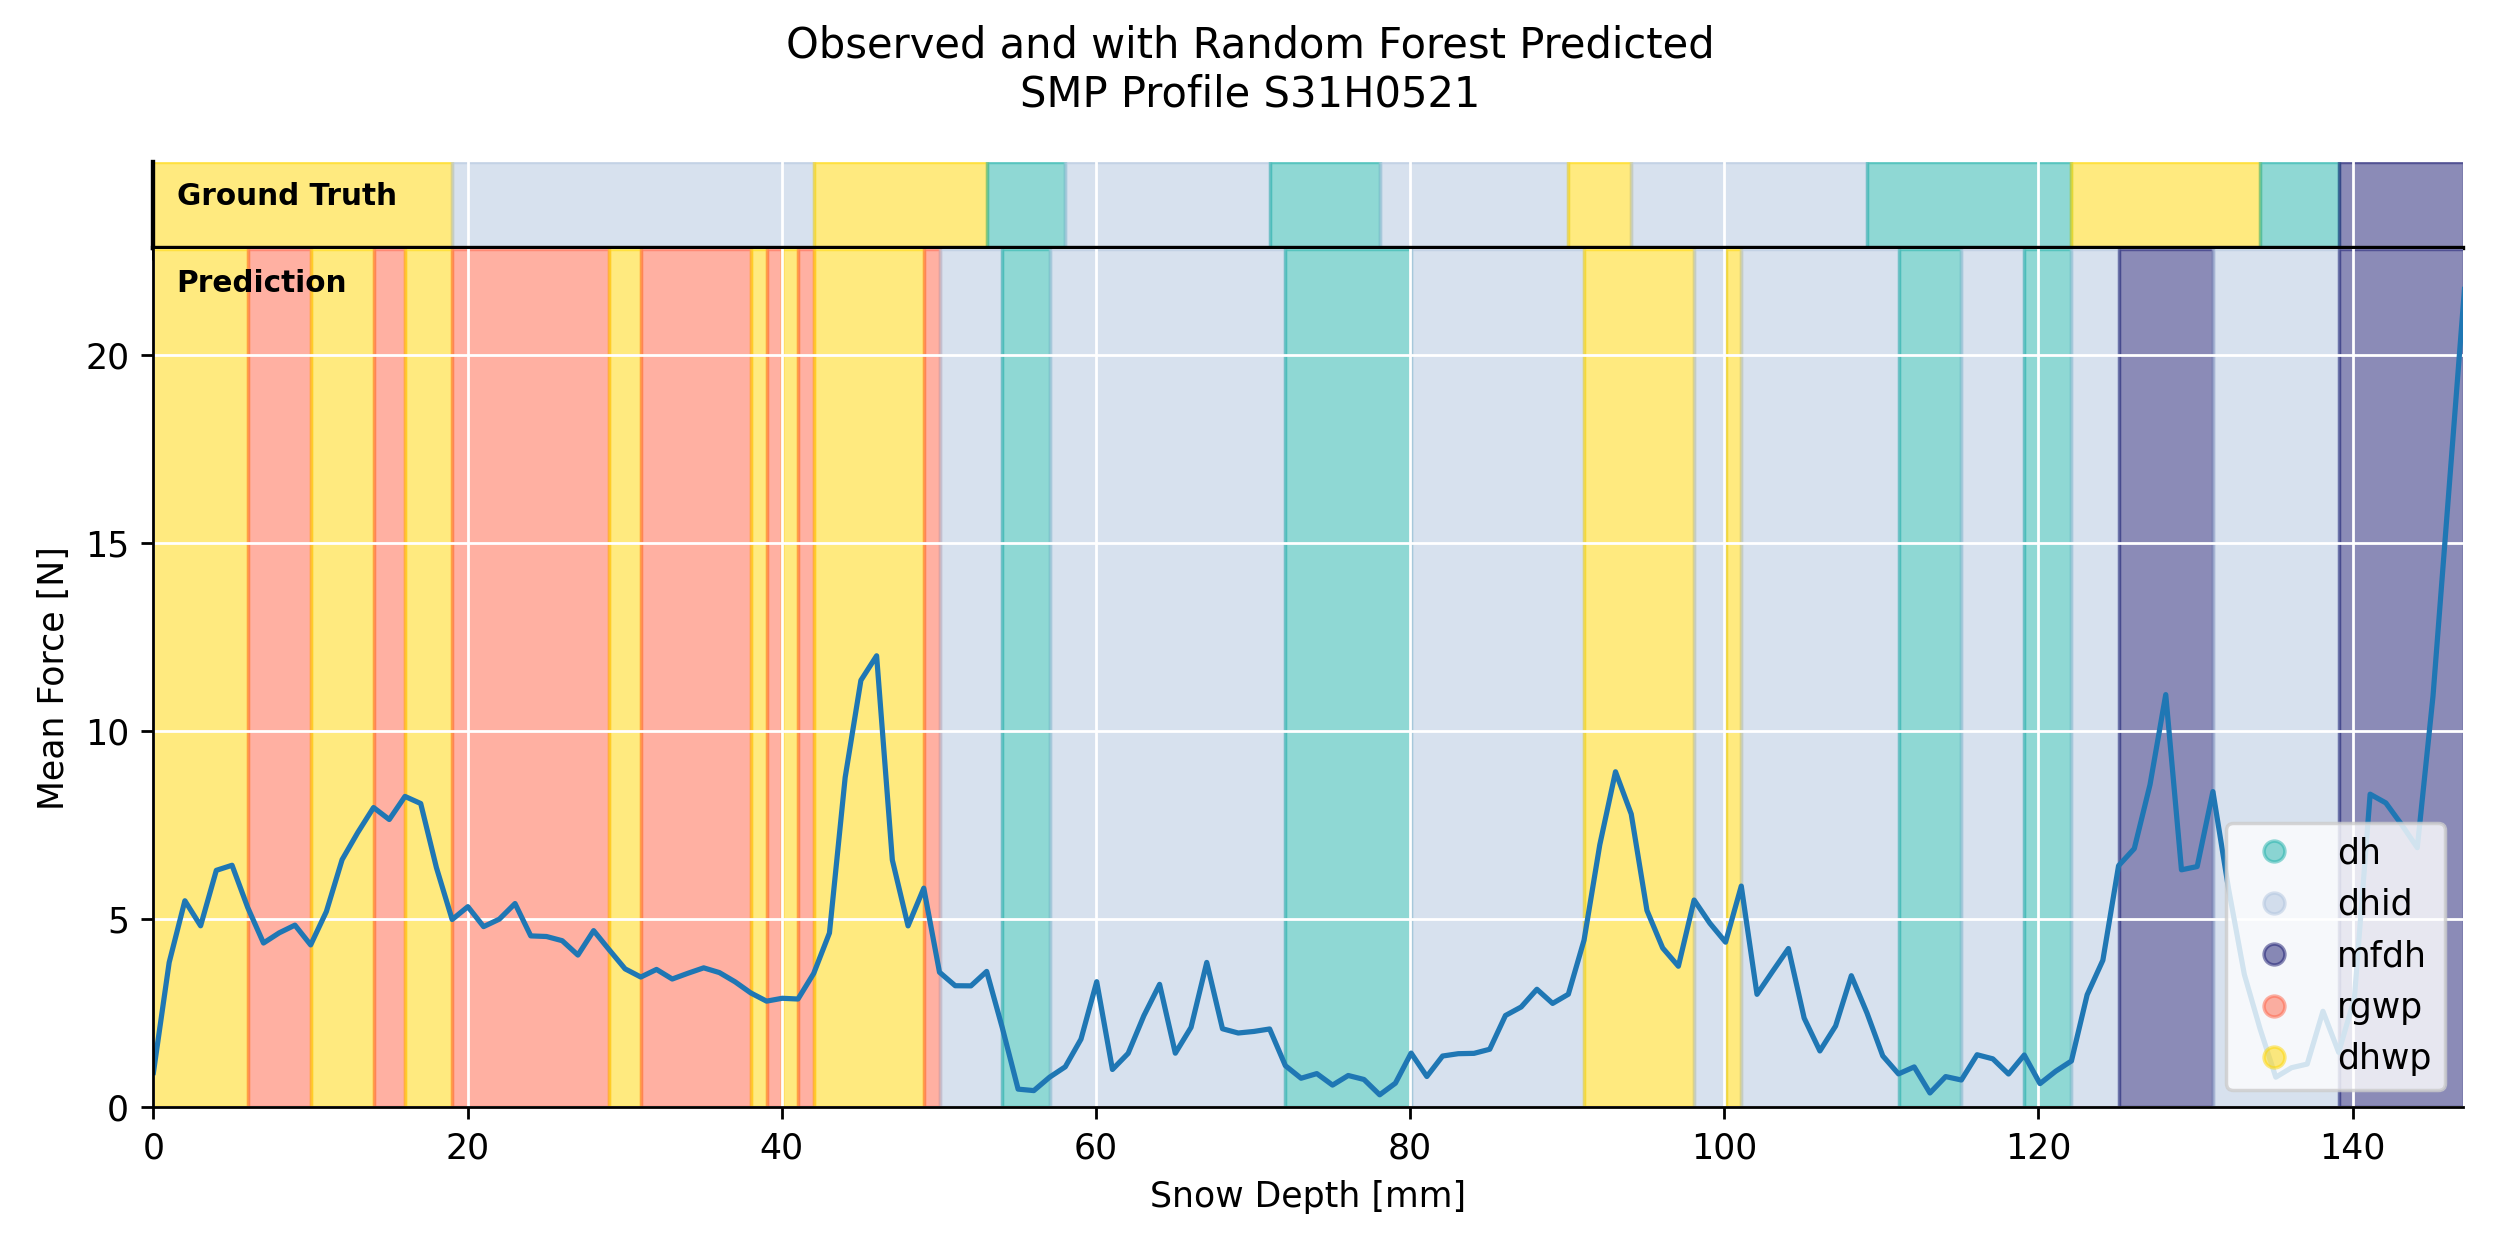 Observed and with Random Forest Predicted
SMP Profile S31H0521
Ground Truth
Prediction
20
15
10
5
0
Mean Force [N]
dh
dhid
mfdh
rgwp
dhwp
0 20 40 60 80 100 120 140
Snow Depth [mm]